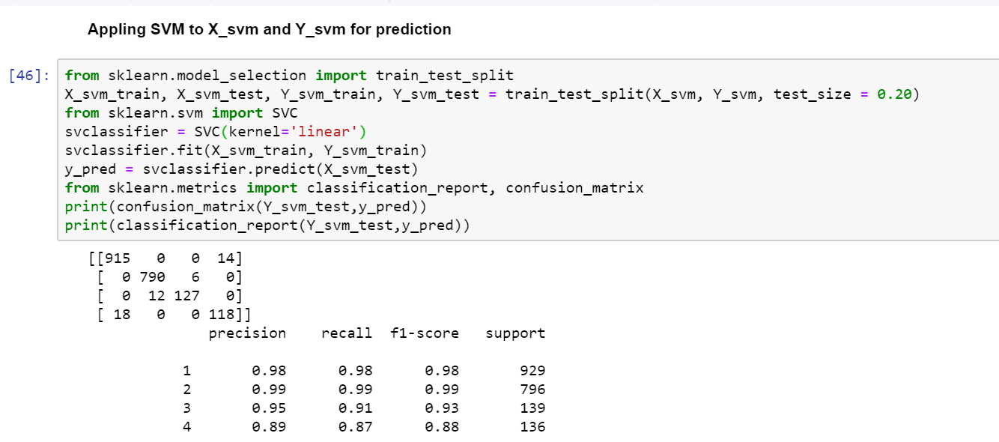 Appling SVM to X_svm and Y_svm for prediction
[46]:
from sklearn.model_selection import train_test_split
X_svm_train, X_svm_test, Y_svm_train, Y_svm_test = train_test_split(X_svm, Y_svm, test_size = 0.20)
from sklearn.svm import SVC
svclassifier = SVC(kernel='linear')
svclassifier.fit(X_svm_train, Y_svm_train)
y_pred = svclassifier.predict(X_svm_test)
from sklearn.metrics import classification_report, confusion_matrix
print(confusion_matrix(Y_svm_test,y_pred))
print(classification_report(Y_svm_test,y_pred))
[[915   0   0  14]
 [  0 790   6   0]
 [  0  12 127   0]
 [ 18   0   0 118]]
              precision    recall  f1-score   support
           1       0.98      0.98      0.98       929
           2       0.99      0.99      0.99       796
           3       0.95      0.91      0.93       139
           4       0.89      0.87      0.88       136